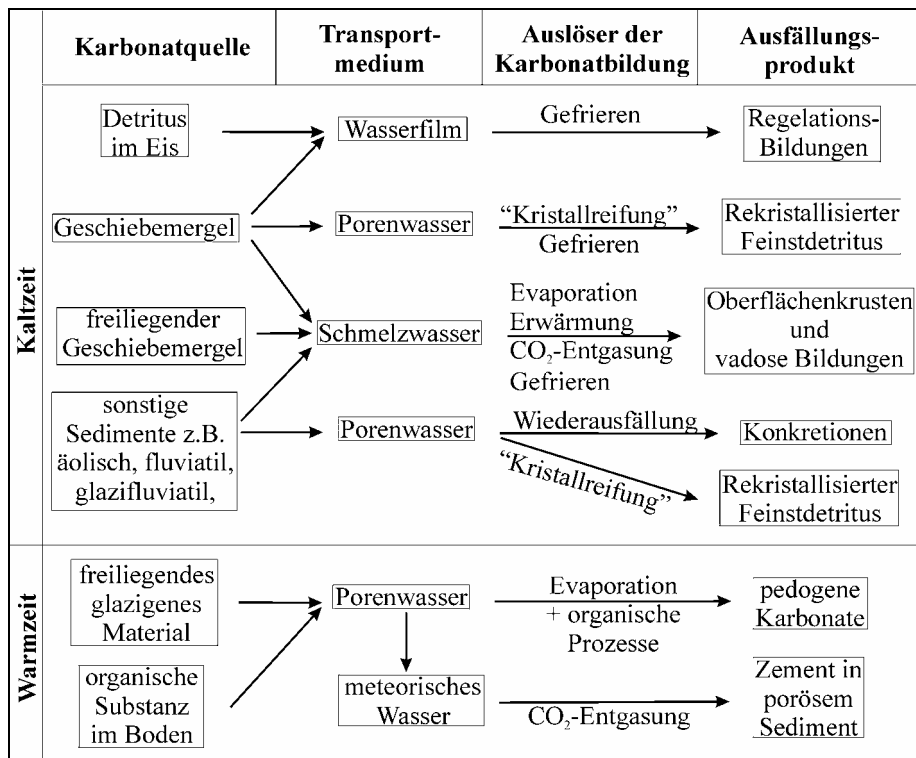 Karbonatquelle
Transport-
medium
Auslöser der
Karbonatbildung
Ausfällungs-
produkt
Kaltzeit
Detritus
im Eis
Wasserfilm
Gefrieren
Regelations-
Bildungen
Geschiebemergel
Porenwasser
“Kristallreifung”
Gefrieren
Rekristallisierter
Feinstdetritus
freiliegender
Geschiebemergel
Schmelzwasser
Evaporation
Erwärmung
CO₂-Entgasung
Gefrieren
Oberflächenkrusten
und
vadose Bildungen
sonstige
Sedimente z.B.
äolisch, fluviatil,
glazifluviatil,
Porenwasser
Wiederausfällung
Konkretionen
“Kristallreifung”
Rekristallisierter
Feinstdetritus
Warmzeit
freiliegendes
glazigenes
Material
Porenwasser
Evaporation
+ organische
Prozesse
pedogene
Karbonate
organische
Substanz
im Boden
meteorisches
Wasser
CO₂-Entgasung
Zement in
porösem
Sediment